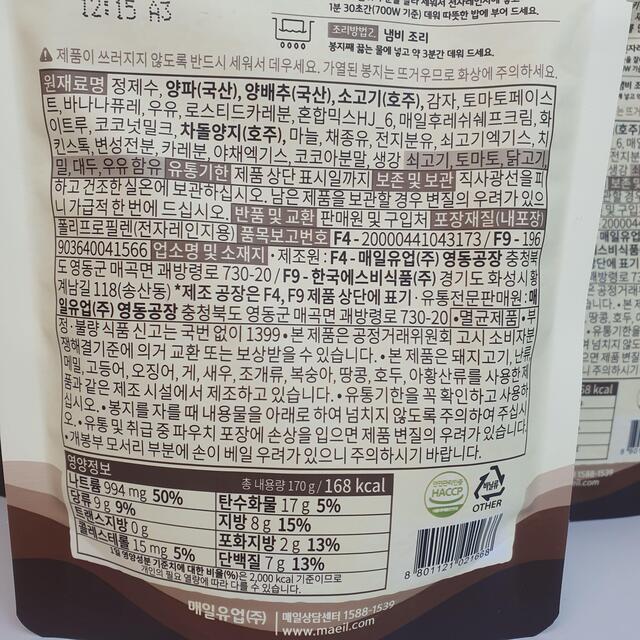 12:15 A3
1분 30초간(700W 기준) 데워 따뜻한 밥에 부어 드세요.
조리방법2. 냄비 조리
봉지째 끓는 물에 넣고 약 3분간 데워 드세요.
제품이 쓰러지지 않도록 반드시 세워서 데우세요. 가열된 봉지는 뜨거우므로 화상에 주의하세요.
원재료명 정제수, 양파(국산), 양배추(국산), 소고기(호주), 감자, 토마토페이스
트, 바나나퓨레, 우유, 로스티드카레분, 혼합믹스HJ_6, 매일후레쉬쉐프크림, 화
이트루, 코코넛밀크, 차돌양지(호주), 마늘, 채종유, 전지분유, 쇠고기엑기스, 치
킨스톡, 변성전분, 카레분, 야채엑기스, 코코아분말, 생강 쇠고기, 토마토, 닭고기,
밀, 대두, 우유 함유 유통기한 제품 상단 표시일까지 보존 및 보관 직사광선을 피
하고 건조한 실온에 보관하십시오. 남은 제품을 보관할 경우 변질의 우려가 있으
니 가급적 한 번에 드십시오. 반품 및 교환 판매원 및 구입처 포장재질(내포장)
폴리프로필렌(전자레인지용) 품목보고번호 F4-20000441043173 / F9-196
903640041566 업소명 및 소재지 •제조원 : F4-매일유업(주) 영동공장 충청북
도 영동군 매곡면 괘방령로 730-20 / F9-한국에스비식품(주) 경기도 화성시 황
계남길 118(송산동) *제조 공장은 F4, F9 제품 상단에 표기 •유통전문판매원 : 매
일유업(주) 영동공장 충청북도 영동군 매곡면 괘방령로 730-20 •멸균제품 •부
정·불량 식품 신고는 국번 없이 1399 •본 제품은 공정거래위원회 고시 소비자분
쟁해결기준에 의거 교환 또는 보상받을 수 있습니다. •본 제품은 돼지고기, 난류,
메밀, 고등어, 오징어, 게, 새우, 조개류, 복숭아, 땅콩, 호두, 아황산류를 사용한 제
품과 같은 제조 시설에서 제조하고 있습니다. •유통기한을 꼭 확인하고 사용하
십시오. •봉지를 자를 때 내용물을 아래로 하여 넘치지 않도록 주의하여 주십시
오. •유통 및 취급 중 파우치 포장에 손상을 입으면 제품 변질의 우려가 있습니다.
•개봉부 모서리 부분에 손이 베일 우려가 있으니 주의하시기 바랍니다.
영양정보
총 내용량 170 g / 168 kcal
나트륨 994 mg 50% 탄수화물 17 g 5%
당류 9 g 9% 지방 8 g 15%
트랜스지방 0 g 포화지방 2 g 13%
콜레스테롤 15 mg 5% 단백질 7 g 13%
1일 영양성분 기준치에 대한 비율(%)은 2,000 kcal 기준이므로
개인의 필요 열량에 따라 다를 수 있습니다.
안전관리인증
HACCP
비닐류
OTHER
8 801121 021668
매일유업(주) 매일상담센터 1588-1539
www.maeil.com